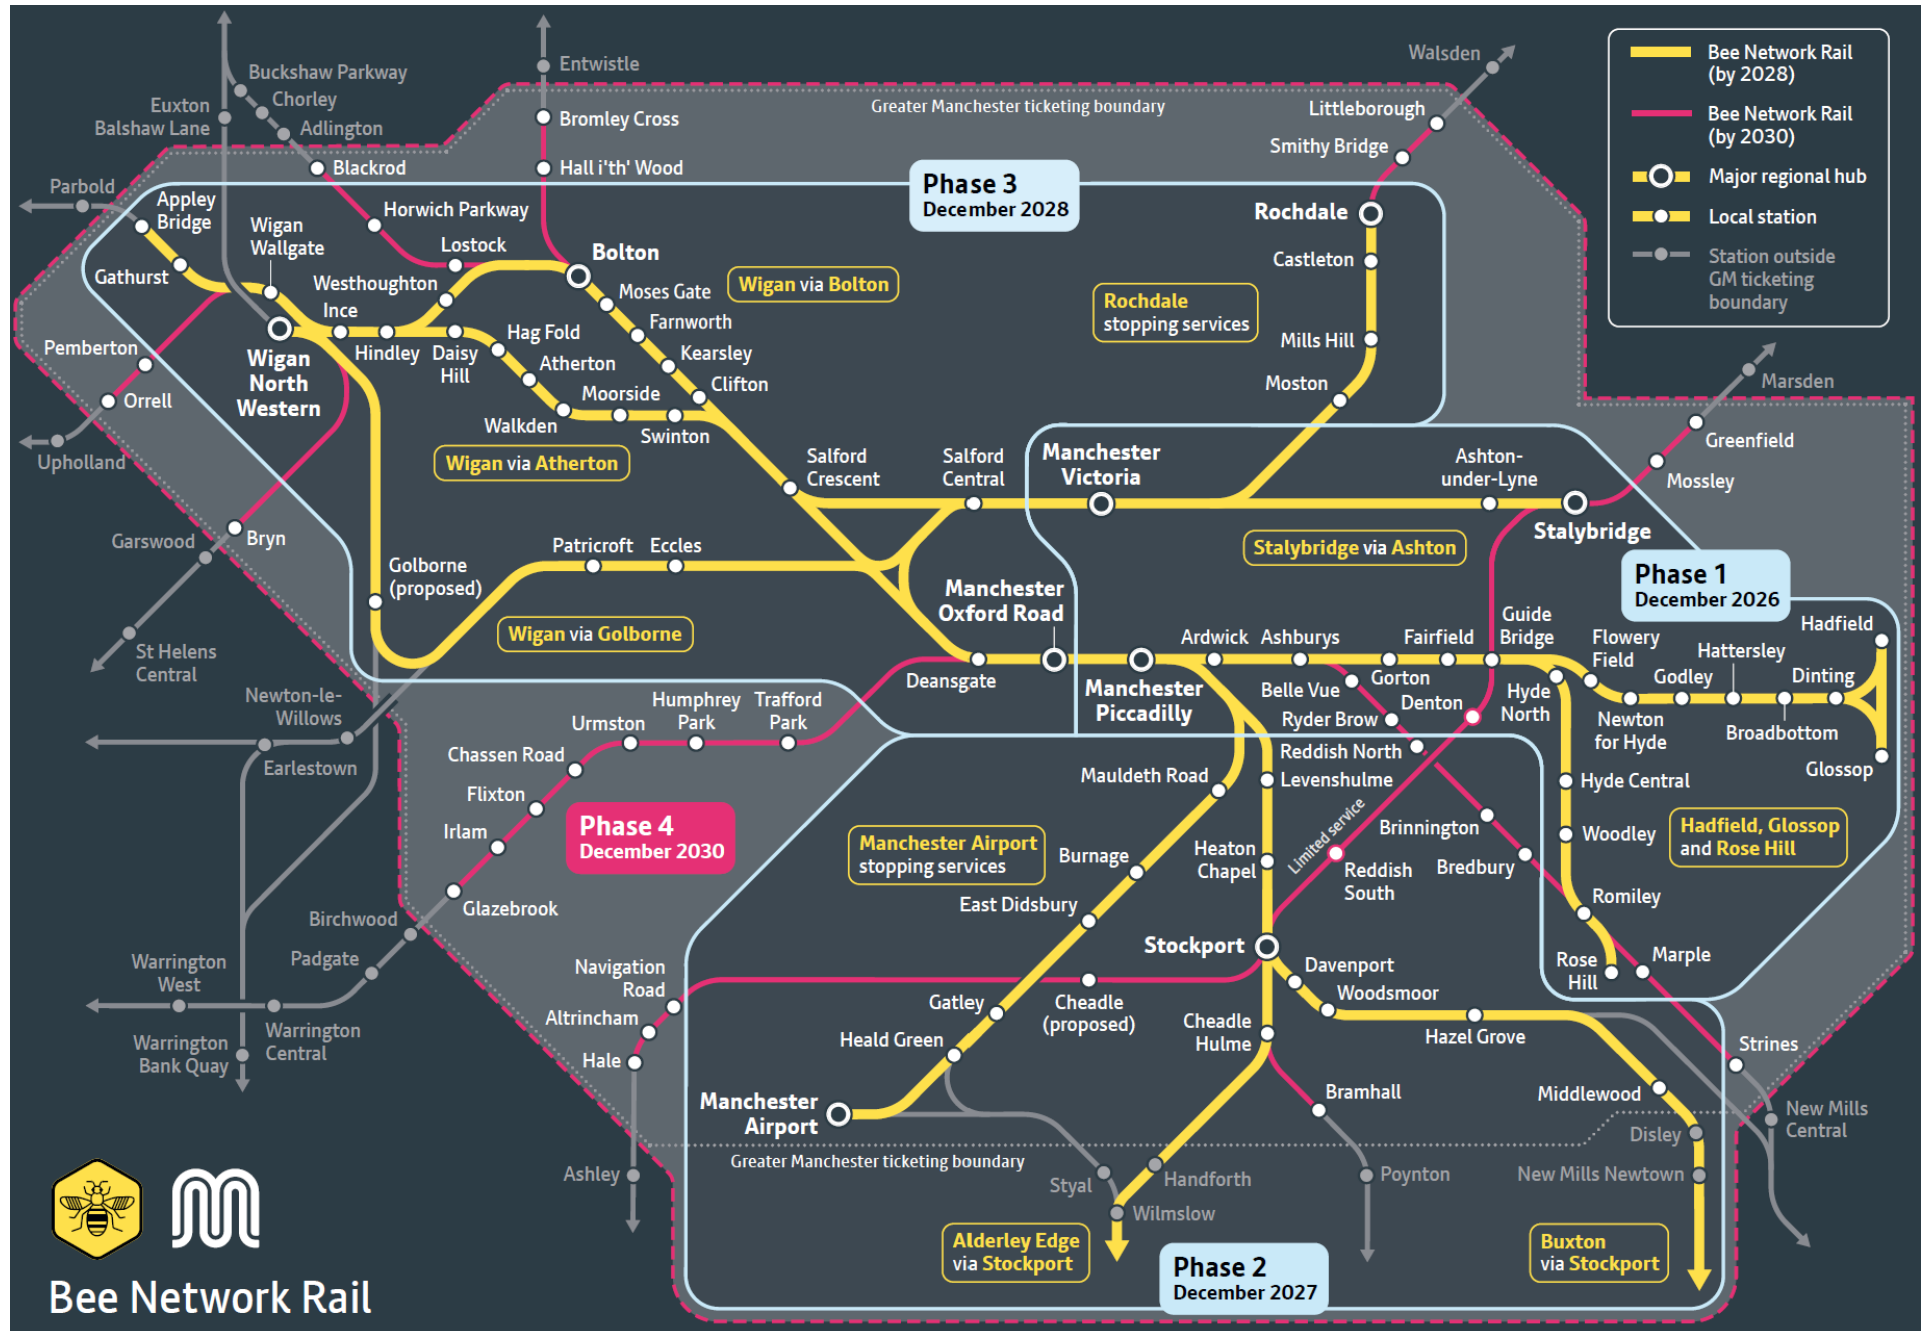 Walsden
Buckshaw Parkway
Entwistle
Chorley
Euxton
Balshaw Lane
Adlington
Greater Manchester ticketing boundary
Bromley Cross
Littleborough
Smithy Bridge
Blackrod
Hall i'th' Wood
Bee Network Rail
(by 2028)
Bee Network Rail
(by 2030)
Major regional hub
Local station
Station outside
GM ticketing
boundary
Parbold
Appley
Bridge
Phase 3
December 2028
Horwich Parkway
Rochdale
Wigan
Wallgate
Lostock
Bolton
Castleton
Gathurst
Westhoughton
Moses Gate
Wigan via Bolton
Rochdale
stopping services
Ince
Farnworth
Hag Fold
Mills Hill
Pemberton
Hindley
Daisy
Hill
Kearsley
Wigan
North
Western
Atherton
Clifton
Moston
Marsden
Orrell
Moorside
Walkden
Swinton
Upholland
Wigan via Atherton
Salford
Crescent
Salford
Central
Manchester
Victoria
Ashton-
under-Lyne
Greenfield
Mossley
Stalybridge
Garswood
Bryn
Patricroft
Eccles
Stalybridge via Ashton
Golborne
(proposed)
Phase 1
December 2026
Manchester
Oxford Road
Wigan via Golborne
St Helens
Central
Ardwick
Ashburys
Fairfield
Guide
Bridge
Flowery
Field
Hadfield
Deansgate
Hattersley
Godley
Dinting
Manchester
Piccadilly
Belle Vue
Gorton
Denton
Hyde
North
Newton
for Hyde
Broadbottom
Newton-le-
Willows
Urmston
Humphrey
Park
Trafford
Park
Ryder Brow
Reddish North
Chassen Road
Earlestown
Mauldeth Road
Levenshulme
Glossop
Hyde Central
Flixton
Irlam
Phase 4
December 2030
Manchester Airport
stopping services
Burnage
Heaton
Chapel
Limited service
Brinnington
Woodley
Hadfield, Glossop
and Rose Hill
Reddish
South
Bredbury
Glazebrook
East Didsbury
Romiley
Birchwood
Stockport
Marple
Padgate
Warrington
West
Navigation
Road
Davenport
Rose
Hill
Woodsmoor
Gatley
Cheadle
(proposed)
Altrincham
Warrington
Central
Warrington
Bank Quay
Heald Green
Cheadle
Hulme
Hazel Grove
Strines
Hale
Manchester
Airport
Bramhall
Middlewood
New Mills
Central
Disley
Greater Manchester ticketing boundary
Ashley
Styal
Handforth
Poynton
New Mills Newtown
Wilmslow
Alderley Edge
via Stockport
Buxton
via Stockport
Phase 2
December 2027
Bee Network Rail